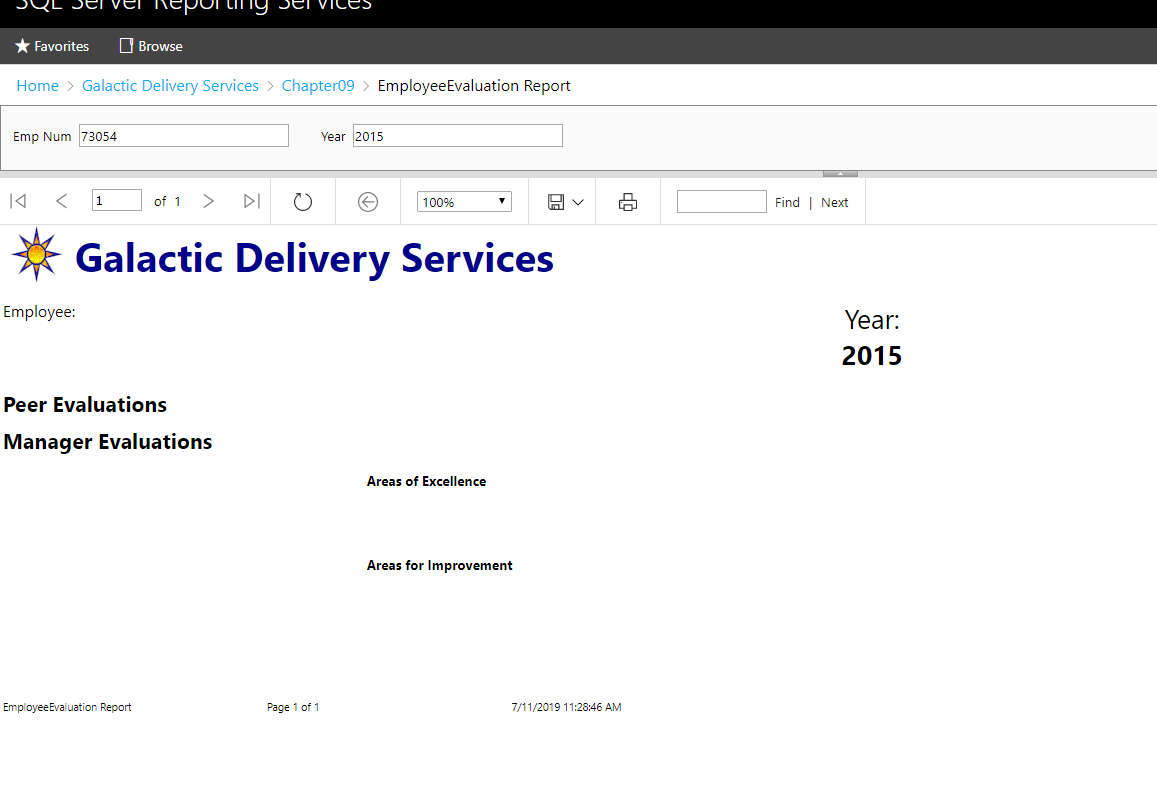 SQL Server Reporting Services
Favorites Browse
Home > Galactic Delivery Services > Chapter09 > EmployeeEvaluation Report
Emp Num 73054 Year 2015
1 of 1 100% Find | Next
Galactic Delivery Services
Employee:
Year:
2015
Peer Evaluations
Manager Evaluations
Areas of Excellence
Areas for Improvement
EmployeeEvaluation Report Page 1 of 1 7/11/2019 11:28:46 AM